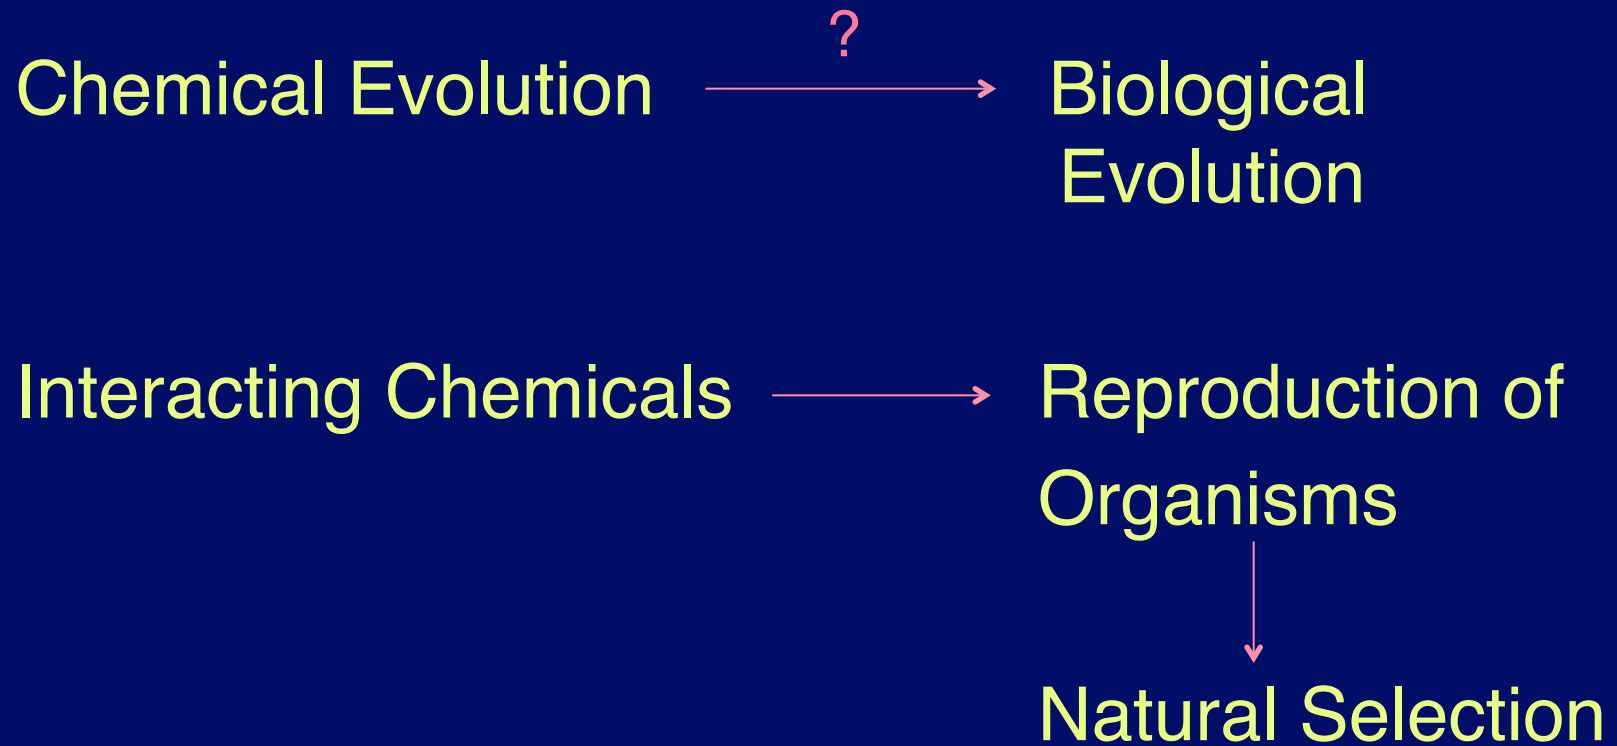 ?
Chemical Evolution Biological
Evolution
Interacting Chemicals Reproduction of
Organisms
Natural Selection